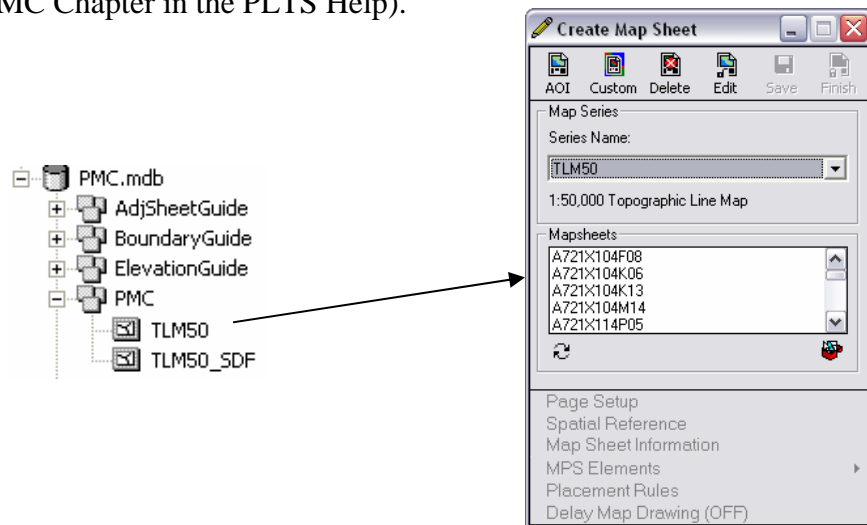 MC Chapter in the PLTS Help).
PMC.mdb
AdjSheetGuide
BoundaryGuide
ElevationGuide
PMC
TLM50
TLM50_SDF
Create Map Sheet
AOI Custom Delete Edit Save Finish
Map Series
Series Name:
TLM50
1:50,000 Topographic Line Map
Mapsheets
A721X104F08
A721X104K06
A721X104K13
A721X104M14
A721X114P05
Page Setup
Spatial Reference
Map Sheet Information
MPS Elements
Placement Rules
Delay Map Drawing (OFF)